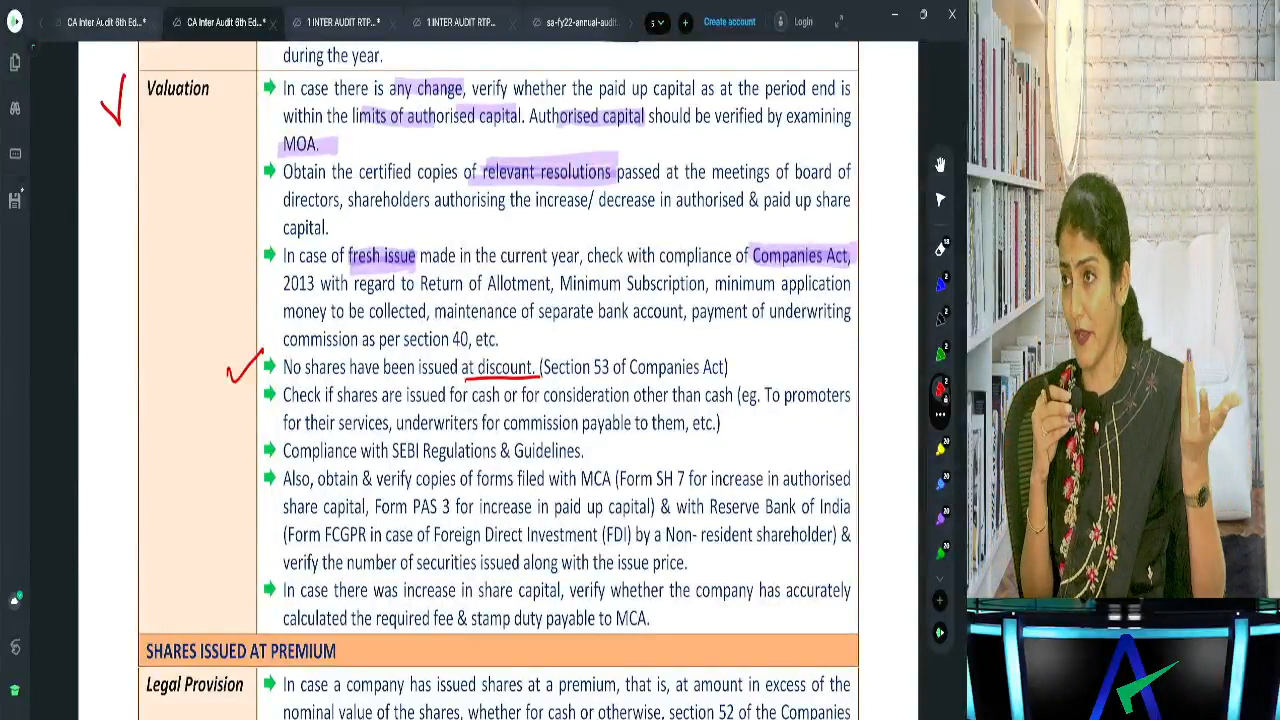 CA Inter Audit 6th Ed...*
CA Inter Audit 6th Ed...*
1 INTER AUDIT RTP...*
1 INTER AUDIT RTP...
sa-fy22-annual-audit.
5
Create account
Login
during the year.
Valuation
In case there is any change, verify whether the paid up capital as at the period end is
within the limits of authorised capital. Authorised capital should be verified by examining
MOA.
Obtain the certified copies of relevant resolutions passed at the meetings of board of
directors, shareholders authorising the increase/ decrease in authorised & paid up share
capital.
In case of fresh issue made in the current year, check with compliance of Companies Act,
2013 with regard to Return of Allotment, Minimum Subscription, minimum application
money to be collected, maintenance of separate bank account, payment of underwriting
commission as per section 40, etc.
No shares have been issued at discount. (Section 53 of Companies Act)
Check if shares are issued for cash or for consideration other than cash (eg. To promoters
for their services, underwriters for commission payable to them, etc.)
Compliance with SEBI Regulations & Guidelines.
Also, obtain & verify copies of forms filed with MCA (Form SH 7 for increase in authorised
share capital, Form PAS 3 for increase in paid up capital) & with Reserve Bank of India
(Form FCGPR in case of Foreign Direct Investment (FDI) by a Non- resident shareholder) &
verify the number of securities issued along with the issue price.
In case there was increase in share capital, verify whether the company has accurately
calculated the required fee & stamp duty payable to MCA.
SHARES ISSUED AT PREMIUM
Legal Provision
In case a company has issued shares at a premium, that is, at amount in excess of the
nominal value of the shares, whether for cash or otherwise, section 52 of the Companies
18
2
2
2
2
20
20
20
20